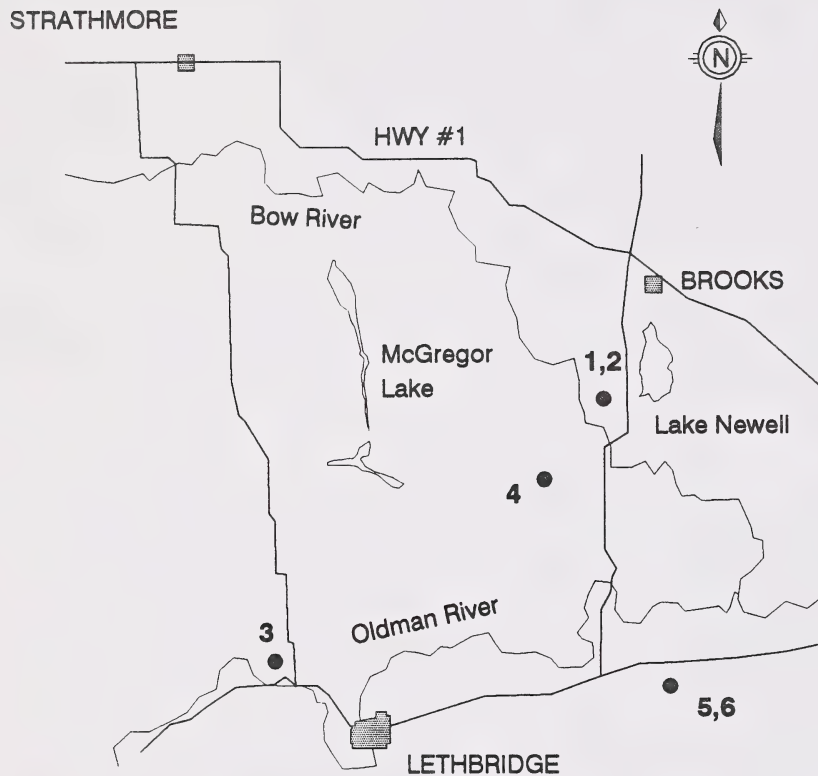 STRATHMORE
N
HWY #1
Bow River
BROOKS
McGregor
Lake
1,2
Lake Newell
4
Oldman River
3
5,6
LETHBRIDGE